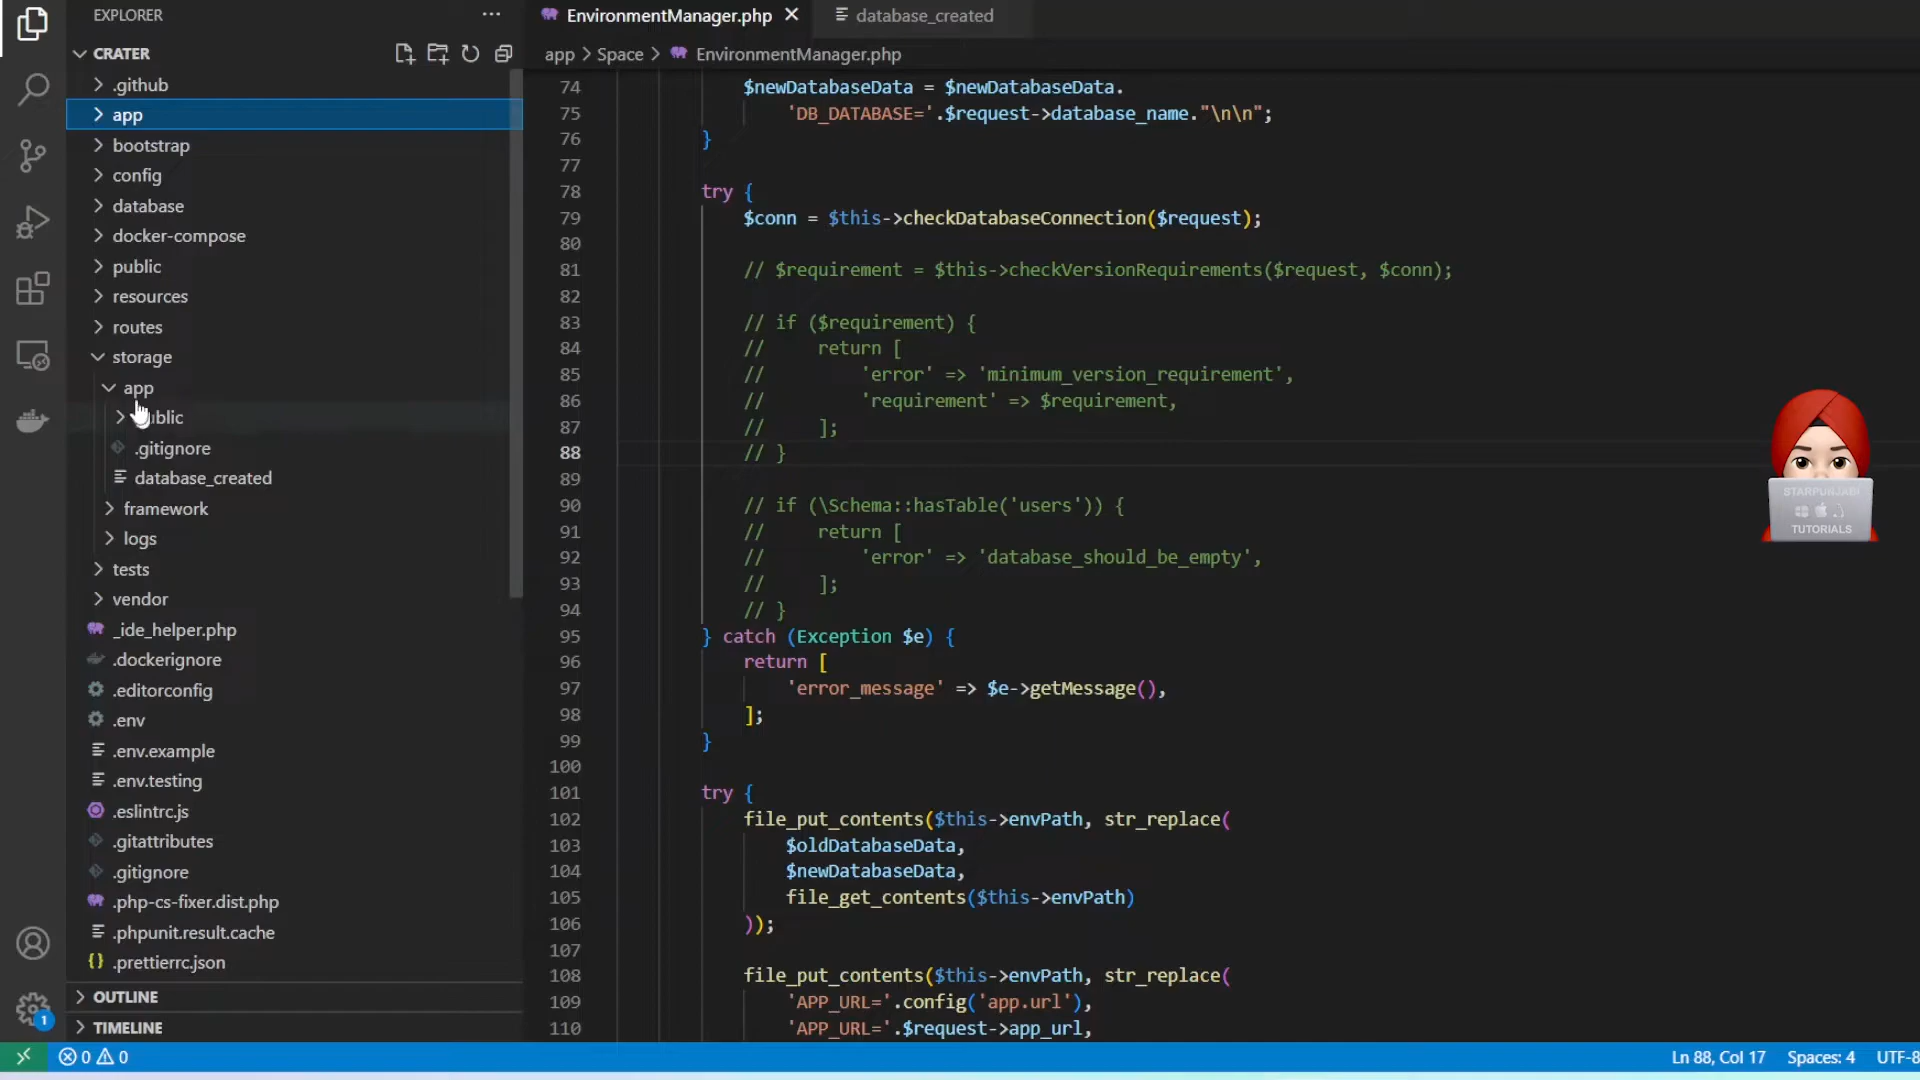 EXPLORER
EnvironmentManager.php
database_created
CRATER
app > Space > EnvironmentManager.php
.github
app
bootstrap
config
database
docker-compose
public
resources
routes
storage
app
ublic
.gitignore
database_created
framework
logs
tests
vendor
_ide_helper.php
.dockerignore
.editorconfig
.env
.env.example
.env.testing
.eslintrc.js
.gitattributes
.gitignore
.php-cs-fixer.dist.php
.phpunit.result.cache
.prettierrc.json
OUTLINE
TIMELINE
74 $newDatabaseData = $newDatabaseData.
75 'DB_DATABASE='.$request->database_name."\n\n";
76 }
77
78 try {
79 $conn = $this->checkDatabaseConnection($request);
80
81 // $requirement = $this->checkVersionRequirements($request, $conn);
82
83 // if ($requirement) {
84 // return [
85 // 'error' => 'minimum_version_requirement',
86 // 'requirement' => $requirement,
87 // ];
88 // }
89
90 // if (\Schema::hasTable('users')) {
91 // return [
92 // 'error' => 'database_should_be_empty',
93 // ];
94 // }
95 } catch (Exception $e) {
96 return [
97 'error_message' => $e->getMessage(),
98 ];
99 }
100
101 try {
102 file_put_contents($this->envPath, str_replace(
103 $oldDatabaseData,
104 $newDatabaseData,
105 file_get_contents($this->envPath)
106 ));
107
108 file_put_contents($this->envPath, str_replace(
109 'APP_URL='.config('app.url'),
110 'APP_URL='.$request->app_url,
STARPUNJABI
TUTORIALS
1
0 0
Ln 88, Col 17 Spaces: 4 UTF-8